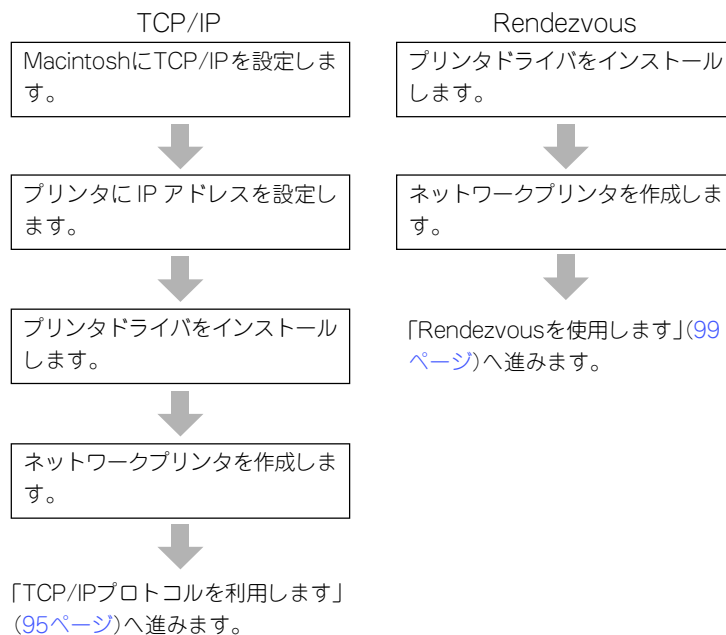 TCP/IP
MacintoshにTCP/IPを設定しま
す。
プリンタに IP アドレスを設定し
ます。
プリンタドライバをインストール
します。
ネットワークプリンタを作成しま
す。
「TCP/IPプロトコルを利用します」
(95ページ)へ進みます。
Rendezvous
プリンタドライバをインストール
します。
ネットワークプリンタを作成しま
す。
「Rendezvousを使用します」(99
ページ)へ進みます。